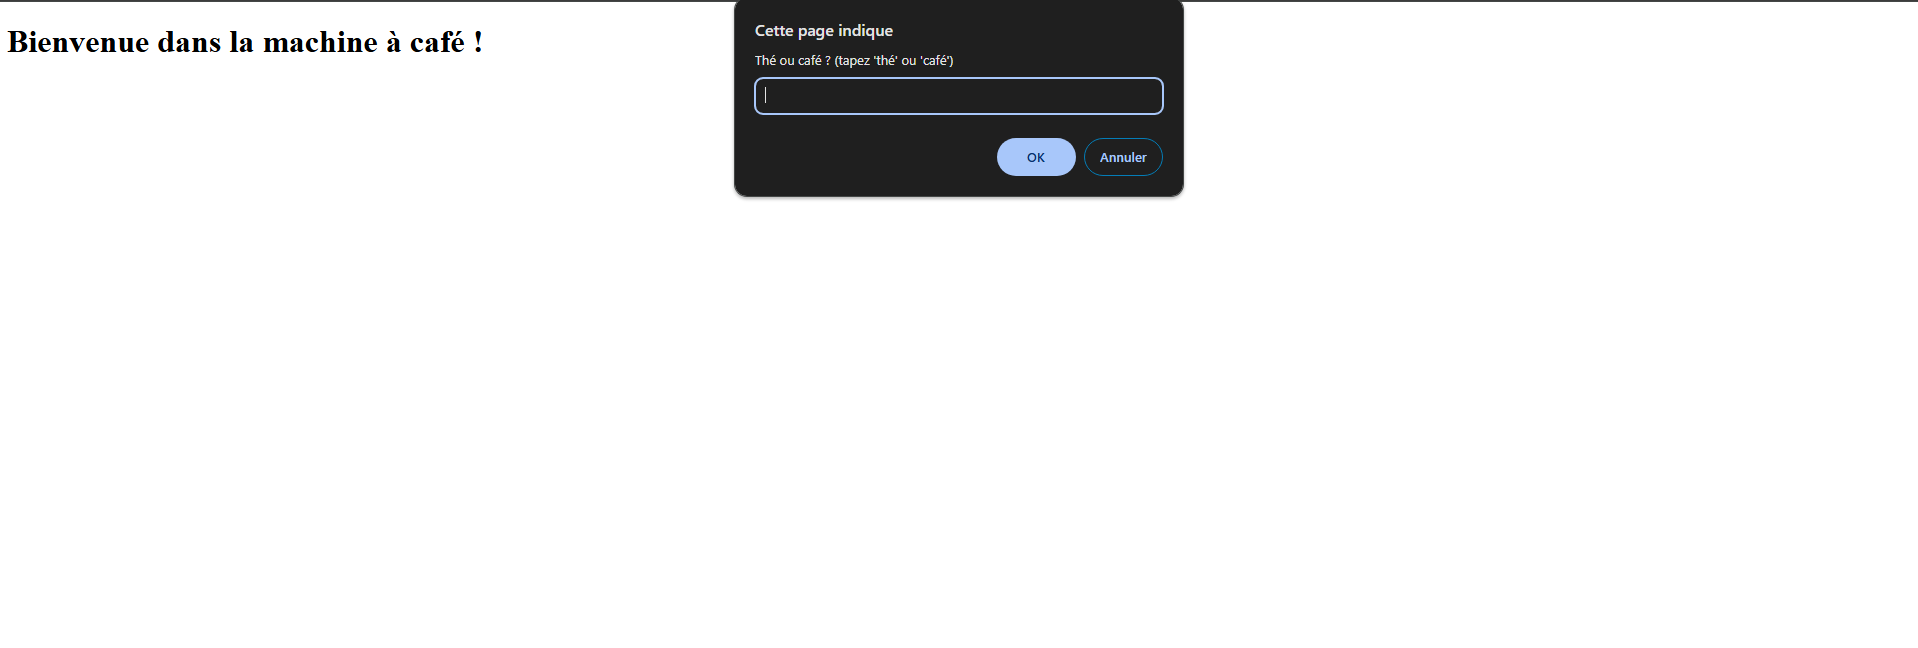 Bienvenue dans la machine à café !
Cette page indique
Thé ou café ? (tapez 'thé' ou 'café')
OK
Annuler